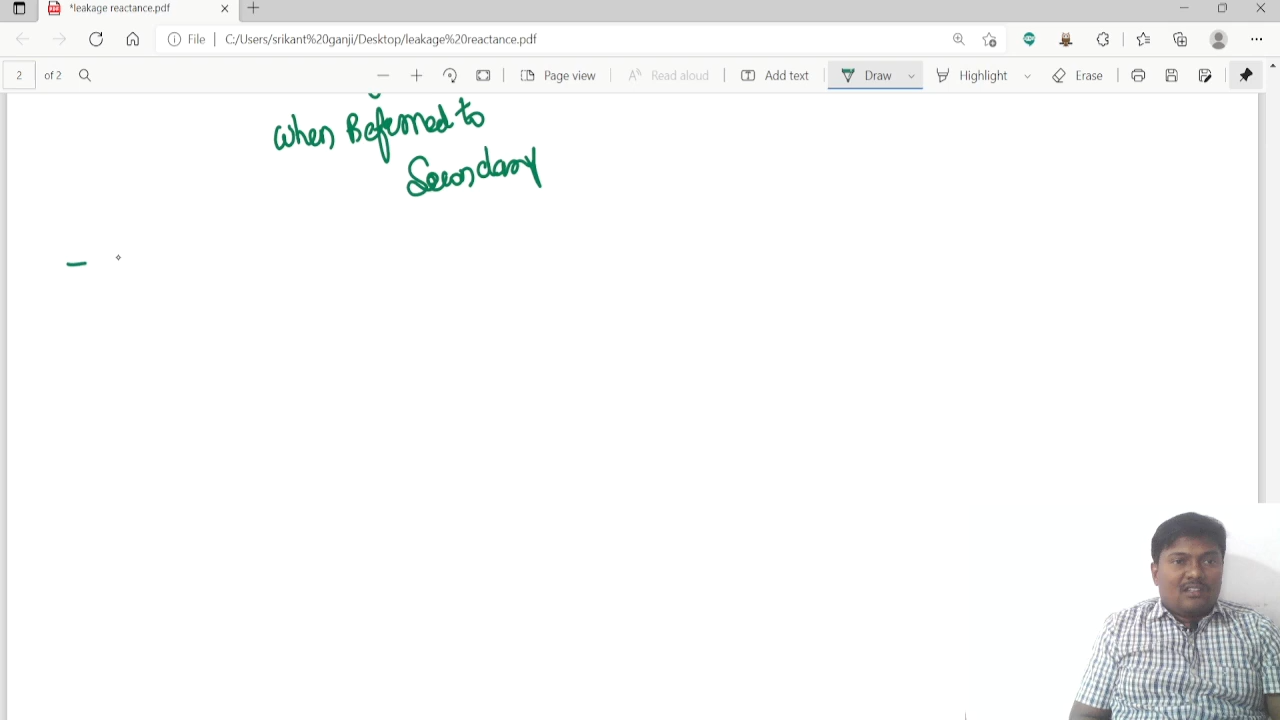 *leakage reactance.pdf
File | C:/Users/srikant%20ganji/Desktop/leakage%20reactance.pdf
2 of 2 Page view Read aloud Add text Draw Highlight Erase
When Referred to
Secondary